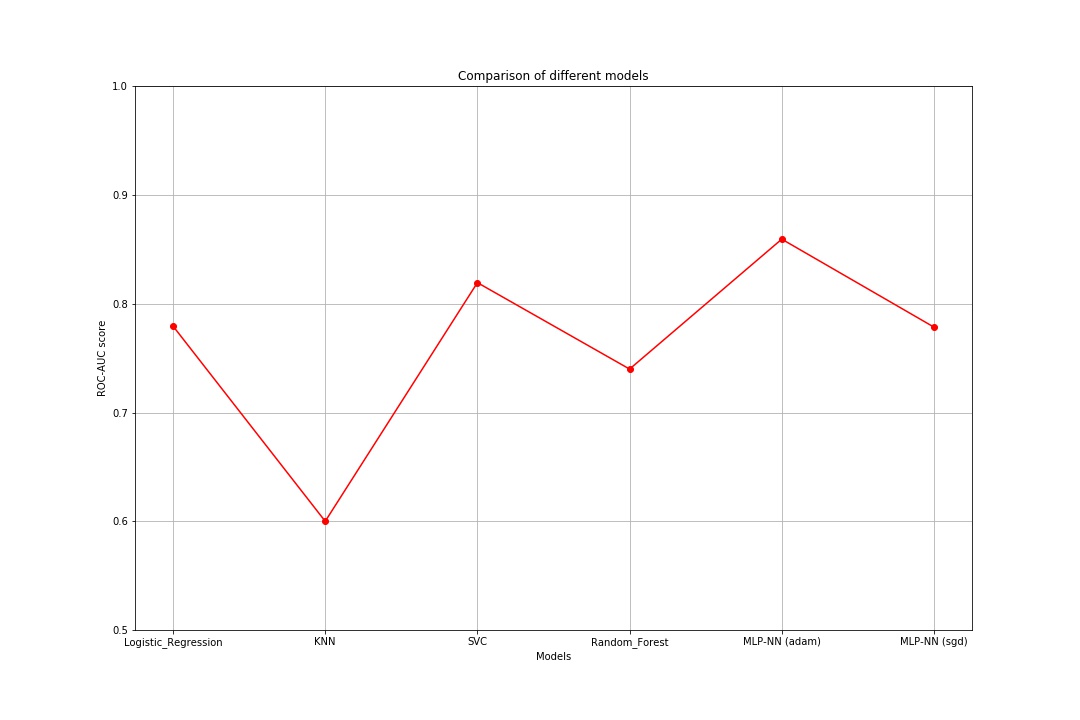 Comparison of different models
1.0
0.9
0.8
0.7
0.6
0.5
ROC-AUC score
Logistic_Regression
KNN
SVC
Random_Forest
MLP-NN (adam)
MLP-NN (sgd)
Models